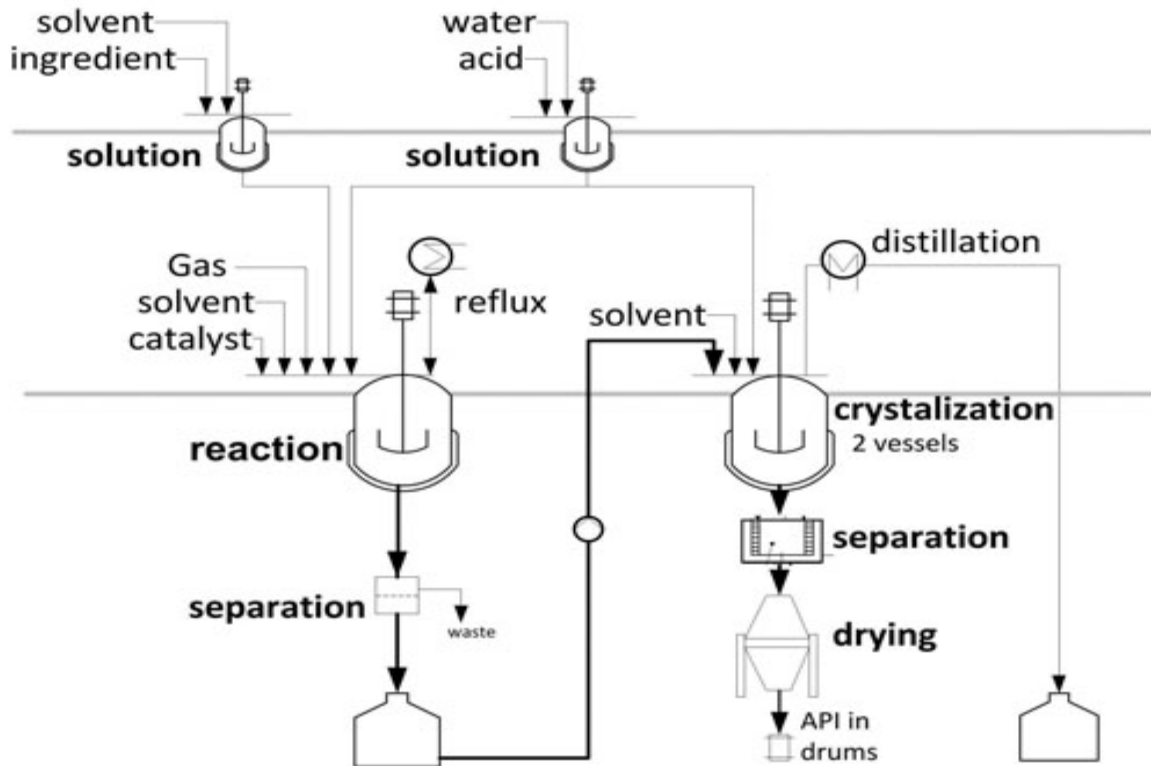 solvent
ingredient
water
acid
solution
solution
Gas
solvent
catalyst
reflux
solvent
distillation
reaction
crystalization
2 vessels
separation
separation
waste
drying
API in
drums